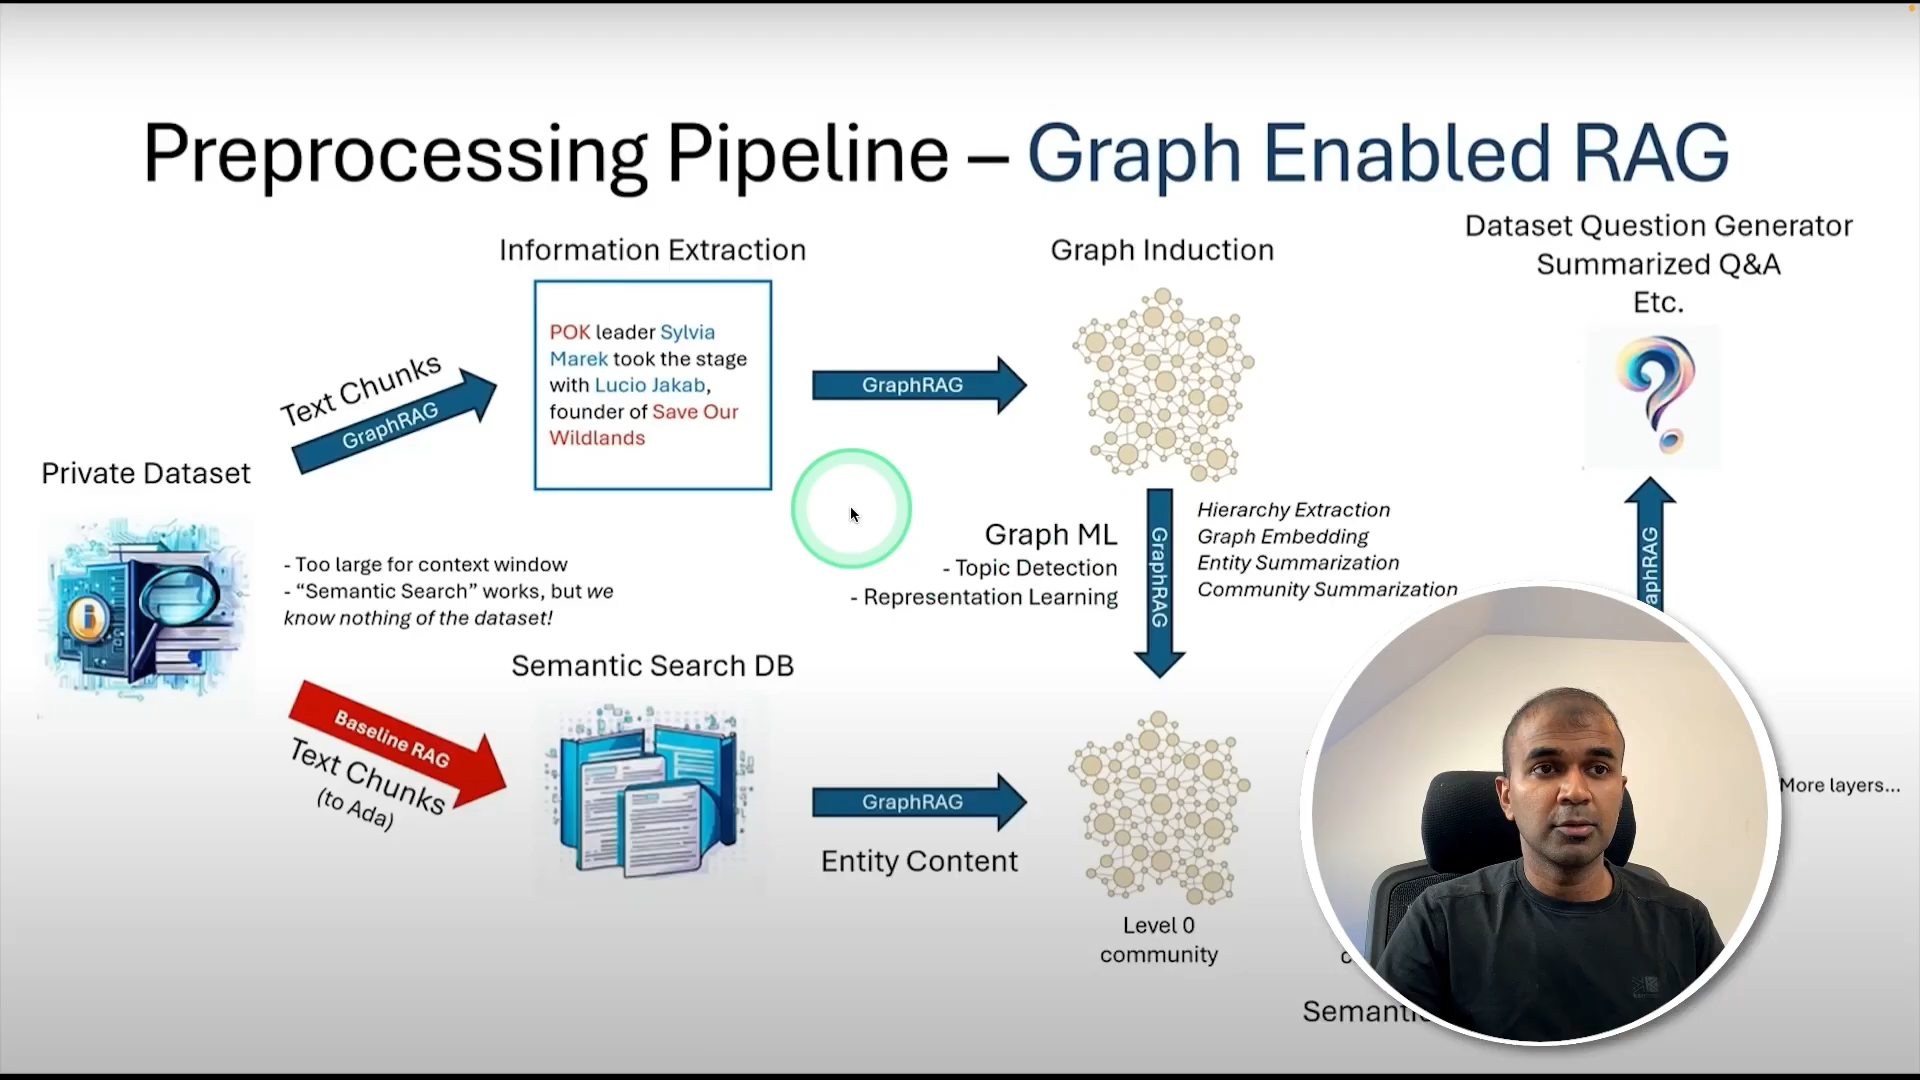 Preprocessing Pipeline – Graph Enabled RAG
Information Extraction
Graph Induction
Dataset Question Generator
Summarized Q&A
Etc.
POK leader Sylvia
Marek took the stage
with Lucio Jakab,
founder of Save Our
Wildlands
Text Chunks
GraphRAG
GraphRAG
Private Dataset
- Too large for context window
- “Semantic Search” works, but we
know nothing of the dataset!
Graph ML
- Topic Detection
- Representation Learning
GraphRAG
Hierarchy Extraction
Graph Embedding
Entity Summarization
Community Summarization
Semantic Search DB
Baseline RAG
Text Chunks
(to Ada)
GraphRAG
Entity Content
Level 0
community
More layers...